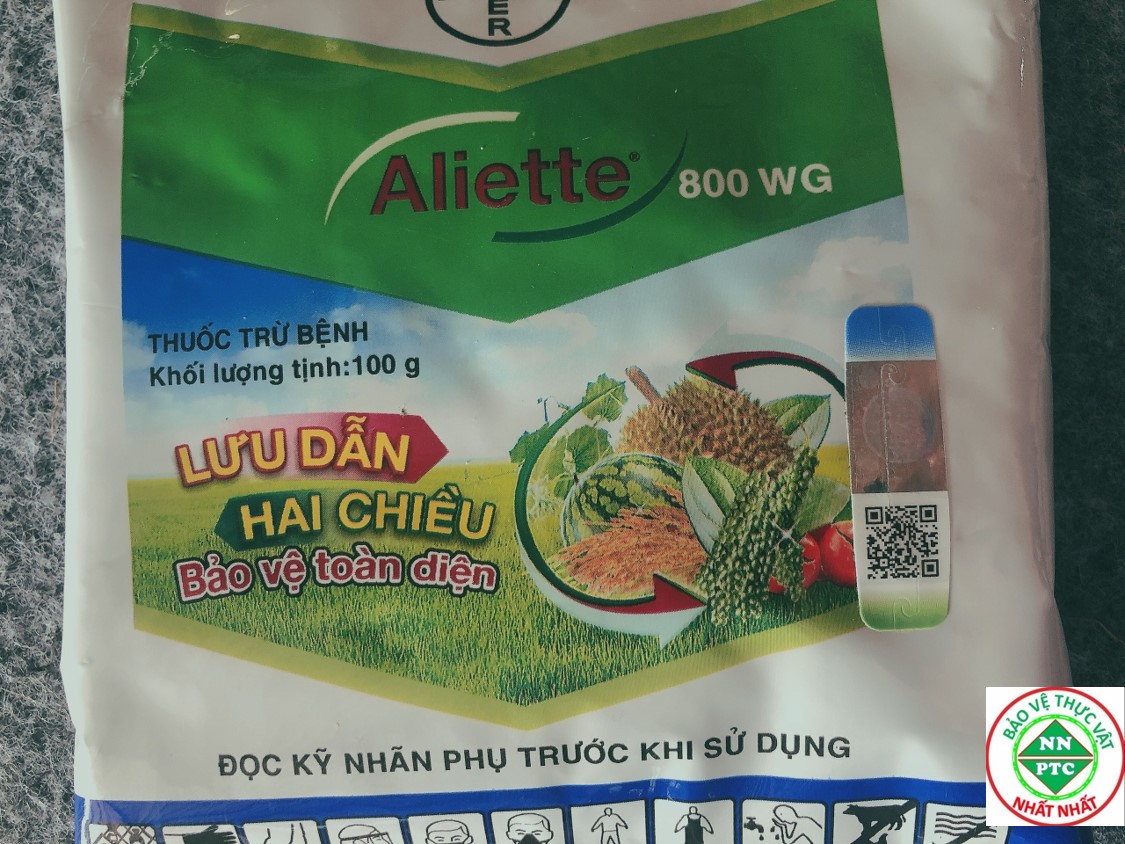 ER
Aliette®
800 WG
THUỐC TRỪ BỆNH
Khối lượng tịnh:100 g
LƯU DẪN
HAI CHIỀU
Bảo vệ toàn diện
ĐỌC KỸ NHÃN PHỤ TRƯỚC KHI SỬ DỤNG
BẢO VỆ THỰC VẬT
NN
PTC
NHẤT NHẤT